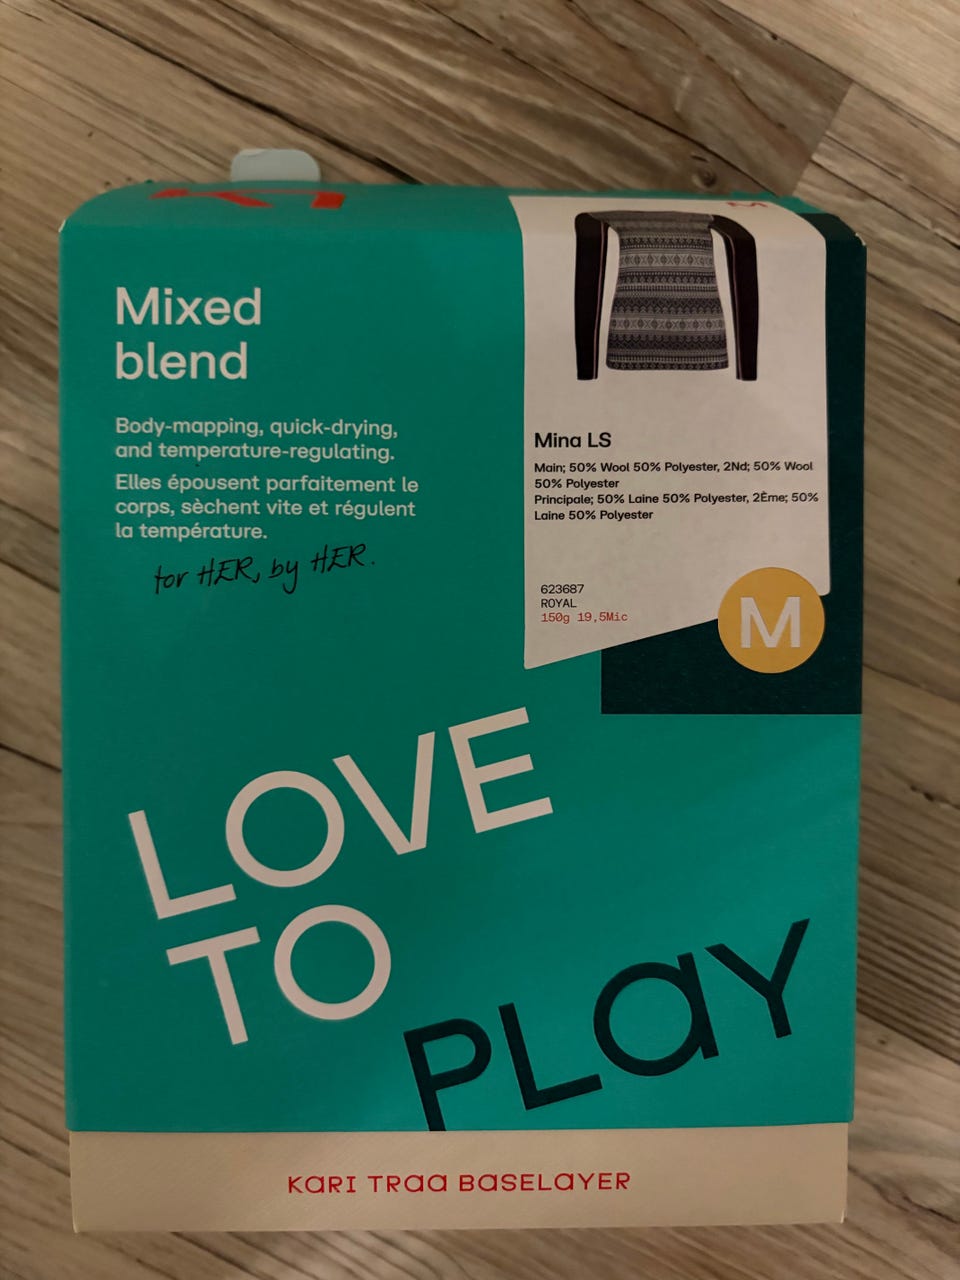 Mixed
blend
Body-mapping, quick-drying,
and temperature-regulating.
Elles épousent parfaitement le
corps, sèchent vite et régulent
la température.
for HER, by HER.
Mina LS
Main; 50% Wool 50% Polyester, 2Nd; 50% Wool
50% Polyester
Principale; 50% Laine 50% Polyester, 2Ème; 50%
Laine 50% Polyester
623687
ROYAL
150g 19,5Mic
M
LOVE
TO
PLaY
KaRI TRaa BaSELaYER